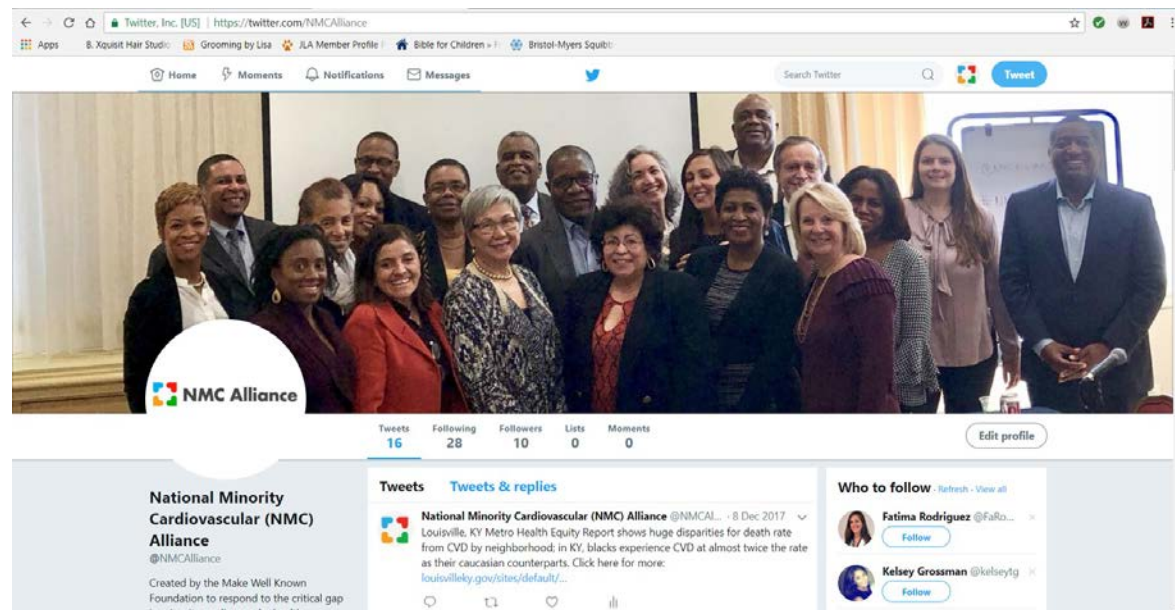 Twitter, Inc. [US] | https://twitter.com/NMCAlliance
Apps B. Xquisit Hair Studio Grooming by Lisa JLA Member Profile Bible for Children » Bristol-Myers Squibb
Home Moments Notifications Messages Search Twitter Tweet
NMC Alliance
Tweets Following Followers Lists Moments
16 28 10 0 0
Edit profile
National Minority
Cardiovascular (NMC)
Alliance
@NMCAlliance
Created by the Make Well Known
Foundation to respond to the critical gap
Tweets Tweets & replies
National Minority Cardiovascular (NMC) Alliance @NMCAl... · 8 Dec 2017
Louisville, KY Metro Health Equity Report shows huge disparities for death rate
from CVD by neighborhood: in KY, blacks experience CVD at almost twice the rate
as their caucasian counterparts. Click here for more:
louisvilleky.gov/sites/default/...
Who to follow · Refresh · View all
Fatima Rodriguez @FaRo...
Follow
Kelsey Grossman @kelseytg
Follow